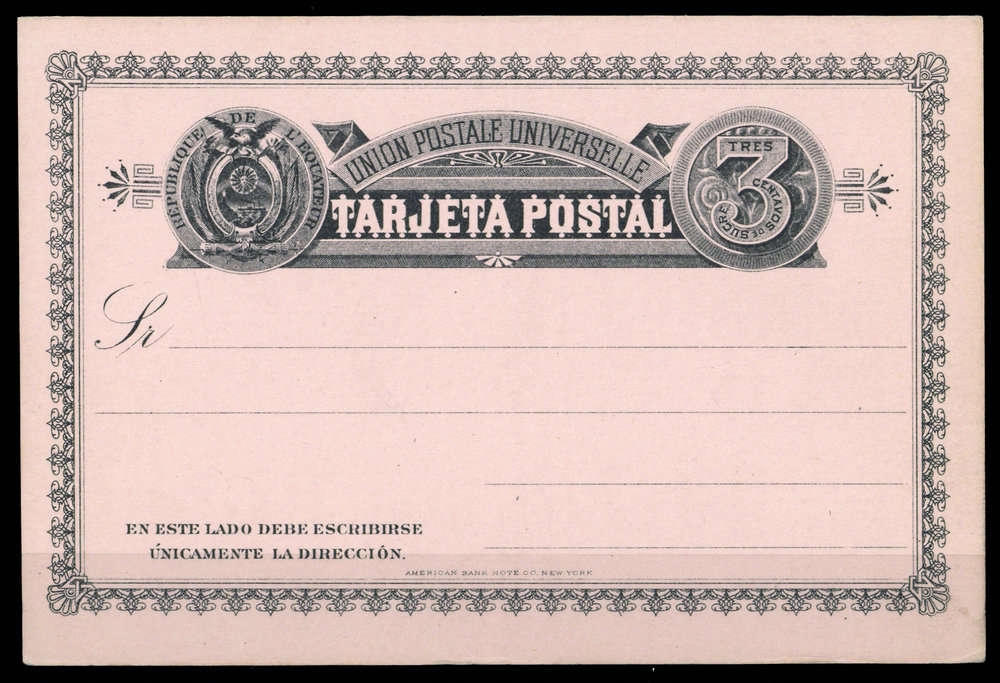 RÉPUBLIQUE DE L'EQUATEUR
UNION POSTALE UNIVERSELLE
TARJETA POSTAL
TRES
3
CENTAVOS DE SUCRE
Sr
EN ESTE LADO DEBE ESCRIBIRSE
ÚNICAMENTE LA DIRECCIÓN.
AMERICAN BANK NOTE CO. NEW YORK